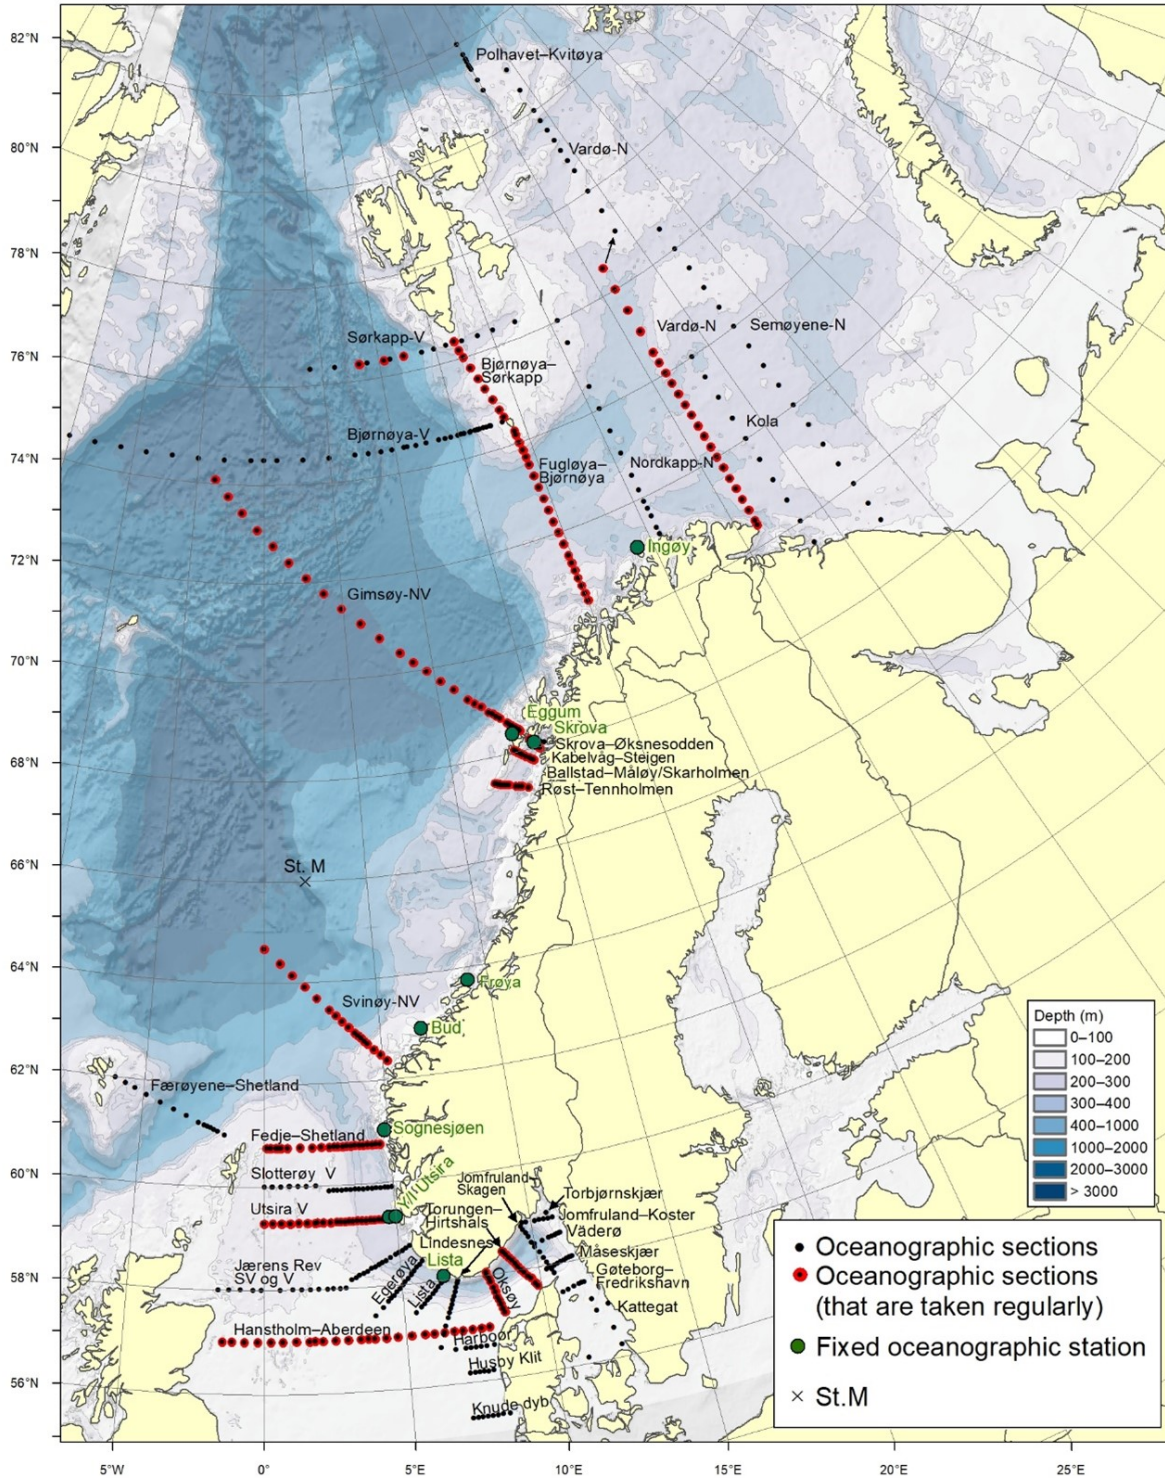 82°N
80°N
78°N
76°N
74°N
72°N
70°N
68°N
66°N
64°N
62°N
60°N
58°N
56°N
Polhavet–Kvitøya
Vardø-N
Sørkapp-V
Vardø-N
Semøyene-N
Bjørnøya–
Sørkapp
Bjørnøya-V
Kola
Fugløya–
Bjørnøya
Nordkapp-N
Ingøy
Gimsøy-NV
Eggum
Skrova
Skrova–Øksnesodden
Kabelvåg–Steigen
Ballstad–Måløy/Skarholmen
Røst–Tennholmen
St. M
Frøya
Svinøy-NV
Bud
Færøyene–Shetland
Sognesjøen
Fedje–Shetland
Slotterøy V
Utsira V
Y/I Utsira
Jomfruland–
Skagen
Torbjørnskjær
Torungen–
Hirtshals
Jomfruland–Koster
Väderø
Lindesnes
Måseskjær
Lista
Jærens Rev
SV og V
Egerøya
Lista
Oksøy
Göteborg–
Fredrikshavn
Kattegat
Hanstholm–Aberdeen
Harboør
Husby Klit
Knude dyb
Depth (m)
0–100
100–200
200–300
300–400
400–1000
1000–2000
2000–3000
> 3000
Oceanographic sections
Oceanographic sections
(that are taken regularly)
Fixed oceanographic station
St.M
5°W
0°
5°E
10°E
15°E
20°E
25°E